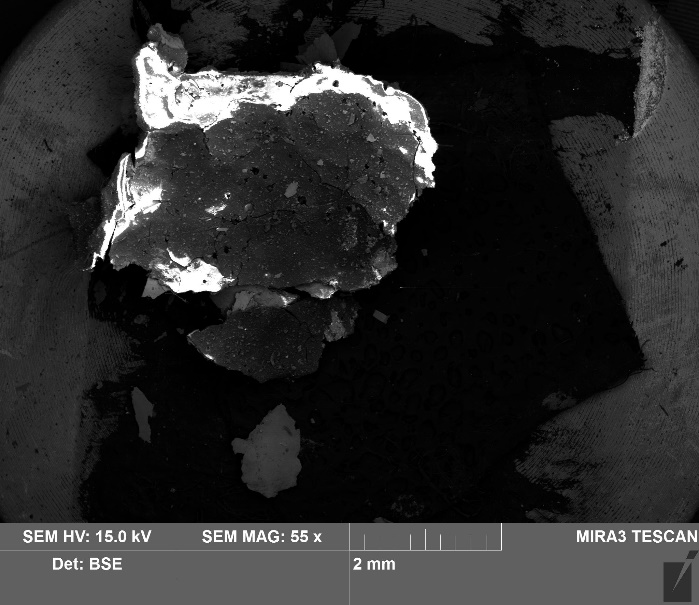 SEM HV: 15.0 kV SEM MAG: 55 x MIRA3 TESCAN
Det: BSE 2 mm